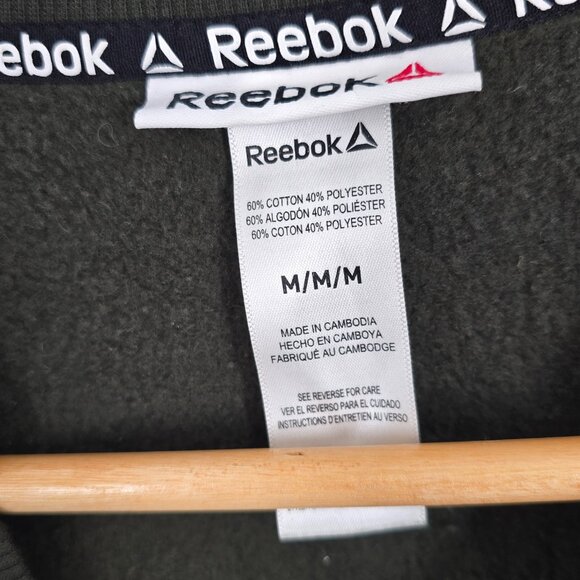 ebok Reebok R
Reebok
Reebok
60% COTTON 40% POLYESTER
60% ALGODÓN 40% POLIÉSTER
60% COTON 40% POLYESTER
M/M/M
MADE IN CAMBODIA
HECHO EN CAMBOYA
FABRIQUÉ AU CAMBODGE
SEE REVERSE FOR CARE
VER EL REVERSO PARA EL CUIDADO
INSTRUCTIONS D'ENTRETIEN AU VERSO